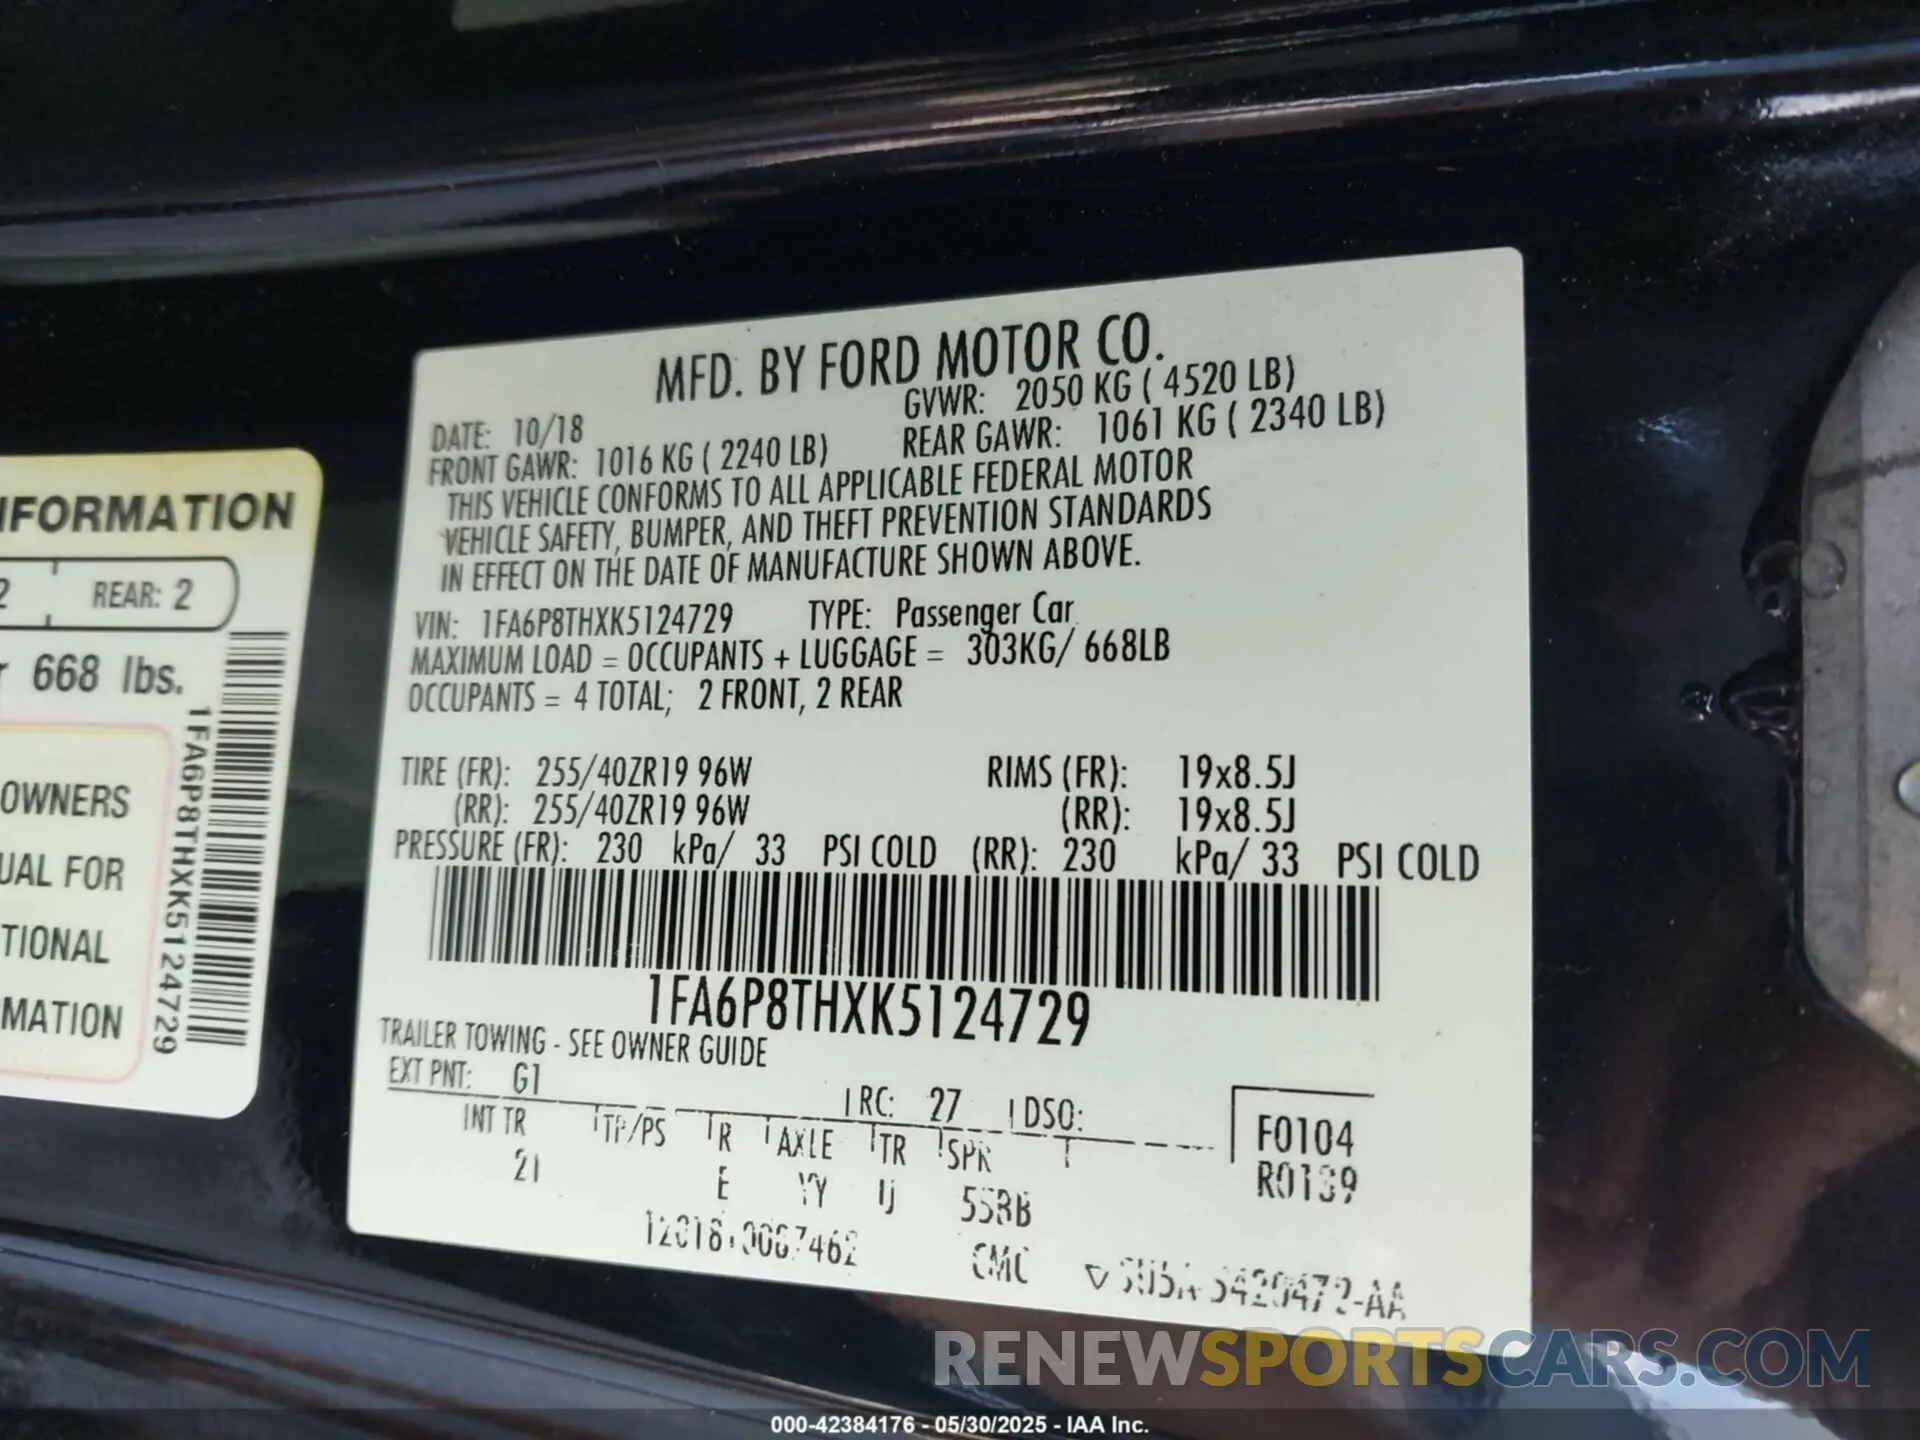 MFD. BY FORD MOTOR CO.
DATE: 10/18
GVWR: 2050 KG ( 4520 LB)
FRONT GAWR: 1016 KG ( 2240 LB)
REAR GAWR: 1061 KG ( 2340 LB)
THIS VEHICLE CONFORMS TO ALL APPLICABLE FEDERAL MOTOR
VEHICLE SAFETY, BUMPER, AND THEFT PREVENTION STANDARDS
IN EFFECT ON THE DATE OF MANUFACTURE SHOWN ABOVE.
VIN: 1FA6P8THXK5124729 TYPE: Passenger Car
MAXIMUM LOAD = OCCUPANTS + LUGGAGE = 303KG/ 668LB
OCCUPANTS = 4 TOTAL; 2 FRONT, 2 REAR
TIRE (FR): 255/40ZR19 96W RIMS (FR): 19x8.5J
(RR): 255/40ZR19 96W (RR): 19x8.5J
PRESSURE (FR): 230 kPa/ 33 PSI COLD (RR): 230 kPa/ 33 PSI COLD
1FA6P8THXK5124729
TRAILER TOWING - SEE OWNER GUIDE
EXT PNT: G1 RC: 27 DSO:
INT TR TP/PS R AXLE TR SPR
F0104
R0139
21 E YY
CMC
REAR: 2
668 lbs.
OWNERS
FOR
1FA6P8THXK5124729
RENEWSPORTSCARS.COM
000-42384176 - 05/30/2025 - IAA Inc.